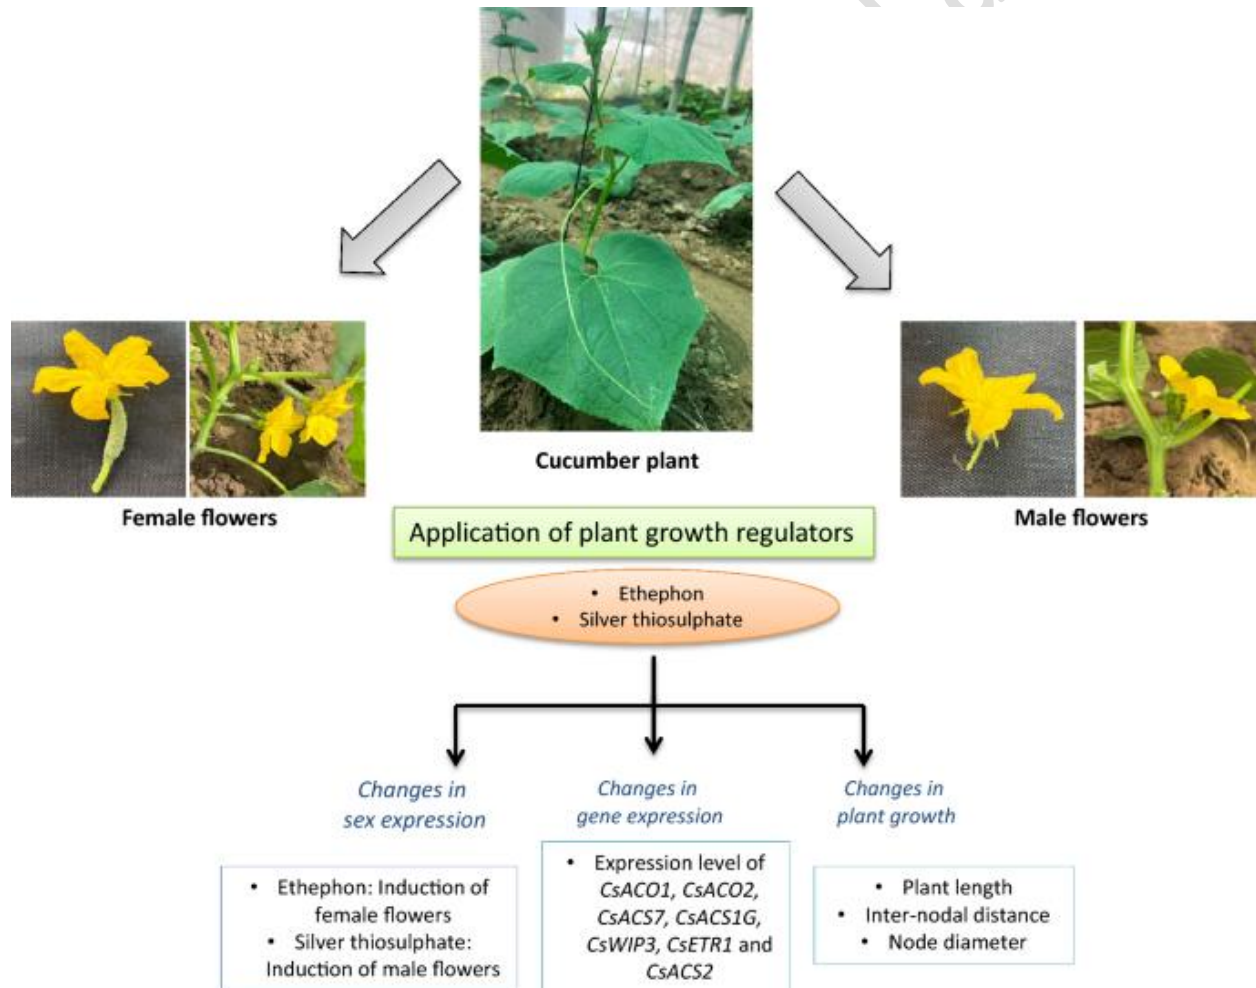 Cucumber plant
Female flowers
Male flowers
Application of plant growth regulators
• Ethephon
• Silver thiosulphate
Changes in
sex expression
Changes in
gene expression
Changes in
plant growth
• Ethephon: Induction of
female flowers
• Silver thiosulphate:
Induction of male flowers
• Expression level of
CsACO1, CsACO2,
CsACS7, CsACS1G,
CsWIP3, CsETR1 and
CsACS2
• Plant length
• Inter-nodal distance
• Node diameter